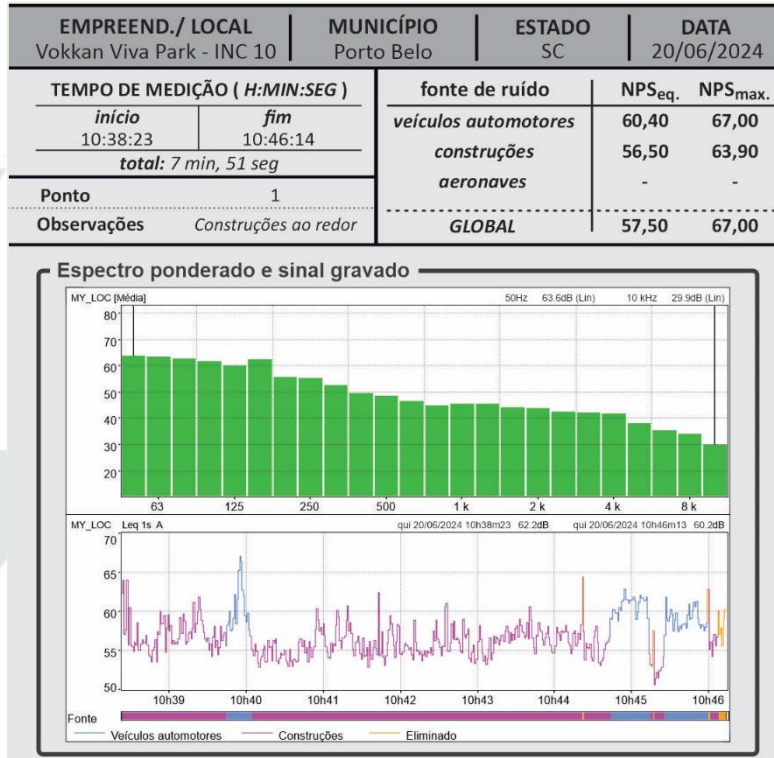 EMPREEND./ LOCAL MUNICÍPIO ESTADO DATA
Vokkan Viva Park - INC 10 Porto Belo SC 20/06/2024
TEMPO DE MEDIÇÃO ( H:MIN:SEG )
início fim
10:38:23 10:46:14
total: 7 min, 51 seg
Ponto 1
Observações Construções ao redor
fonte de ruído NPSeq. NPSmax.
veículos automotores 60,40 67,00
construções 56,50 63,90
aeronaves - -
GLOBAL 57,50 67,00
Espectro ponderado e sinal gravado
MY_LOC [Média] 50Hz 63.6dB (Lin) 10 kHz 29.9dB (Lin)
80
70
60
50
40
30
20
63 125 250 500 1 k 2 k 4 k 8 k
MY_LOC Leq 1s A qui 20/06/2024 10h38m23 62.2dB qui 20/06/2024 10h46m13 60.2dB
70
65
60
55
50
10h39 10h40 10h41 10h42 10h43 10h44 10h45 10h46
Fonte
Veículos automotores Construções Eliminado